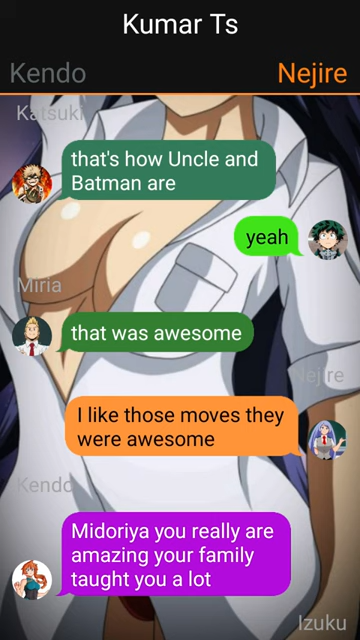 Kumar Ts
Kendo
Nejire
Katsuki
that's how Uncle and
Batman are
yeah
Miria
that was awesome
Nejire
I like those moves they
were awesome
Kendo
Midoriya you really are
amazing your family
taught you a lot
Izuku